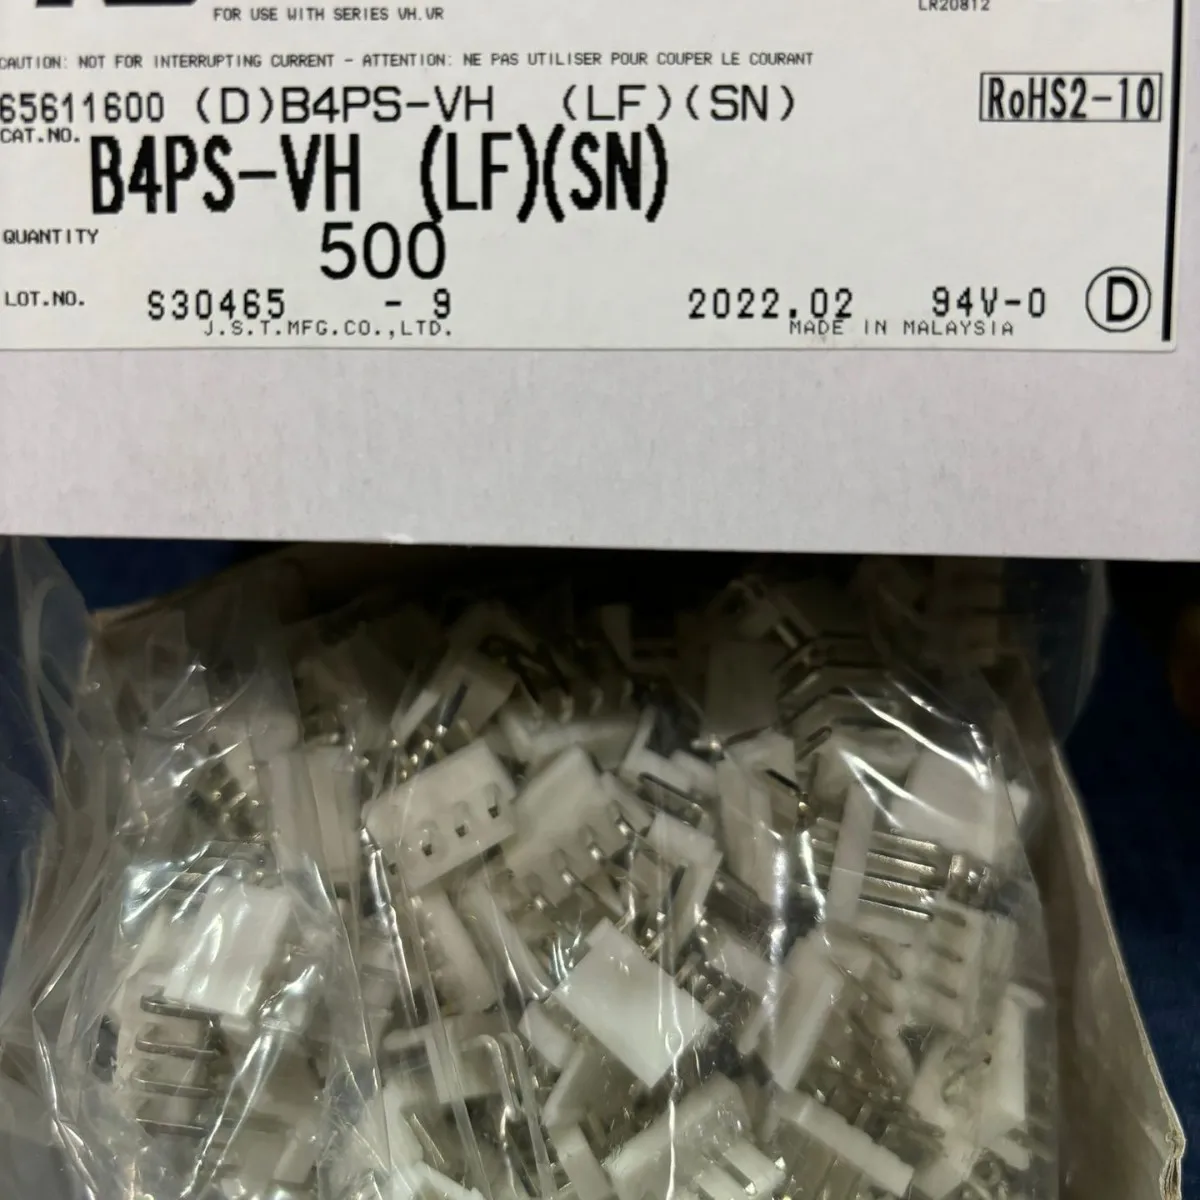 FOR USE WITH SERIES VH.VR
LR20812
CAUTION: NOT FOR INTERRUPTING CURRENT - ATTENTION: NE PAS UTILISER POUR COUPER LE COURANT
65611600 (D)B4PS-VH (LF)(SN)
RoHS2-10
CAT.NO. B4PS-VH (LF)(SN)
QUANTITY 500
LOT.NO. S30465 - 9 2022.02 94V-0 D
J.S.T.MFG.CO.,LTD. MADE IN MALAYSIA